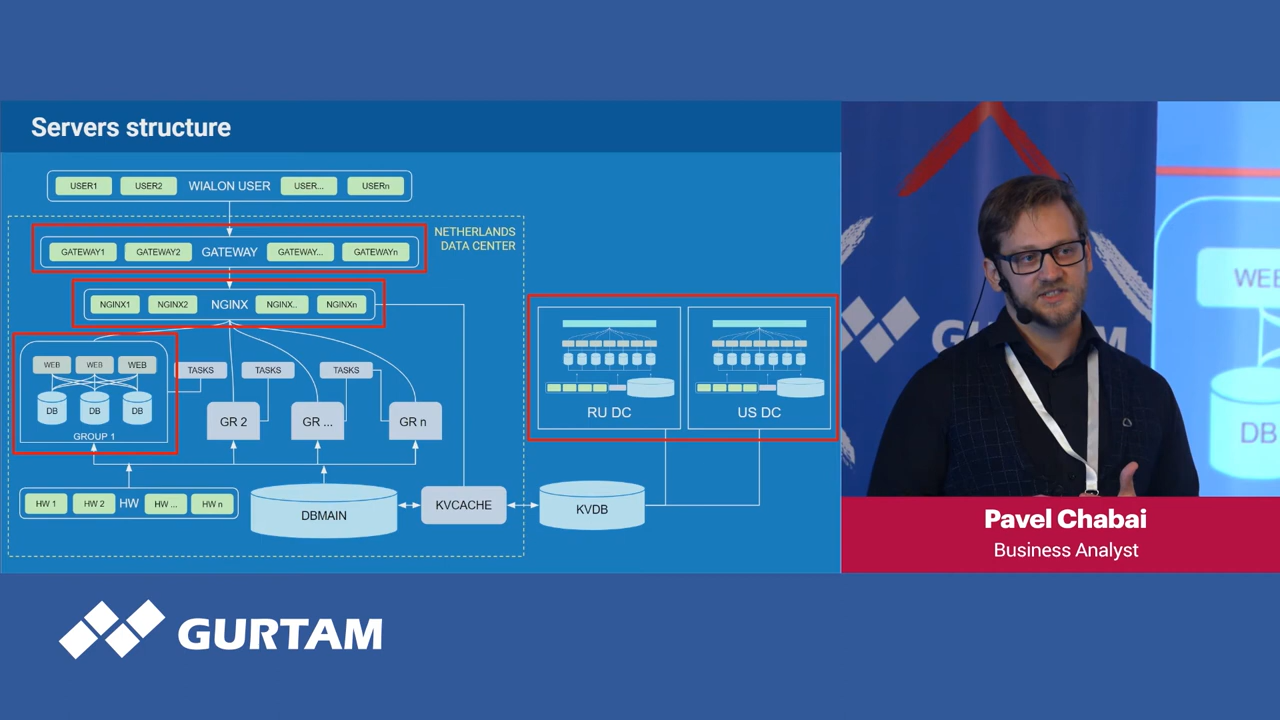 Servers structure
USER1 USER2 WIALON USER USER... USERn
NETHERLANDS
DATA CENTER
GATEWAY1 GATEWAY2 GATEWAY GATEWAY... GATEWAYn
NGINX1 NGINX2 NGINX NGINX.. NGINXn
WEB WEB WEB
DB DB DB
GROUP 1
TASKS TASKS TASKS
GR 2 GR ... GR n
RU DC US DC
HW 1 HW 2 HW HW ... HW n
DBMAIN
KVCACHE
KVDB
GURTAM
DB
Pavel Chabai
Business Analyst
GURTAM